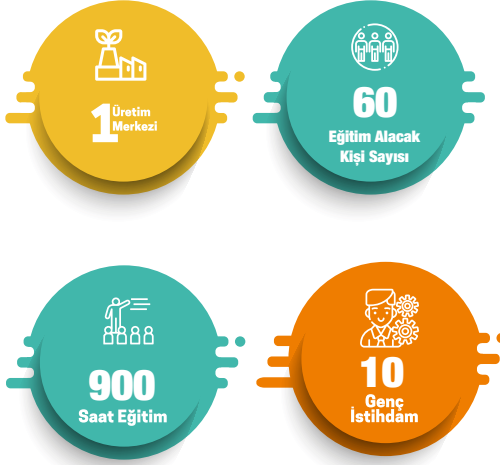 1 Üretim
Merkezi
60
Eğitim Alacak
Kişi Sayısı
900
Saat Eğitim
10
Genç
İstihdam